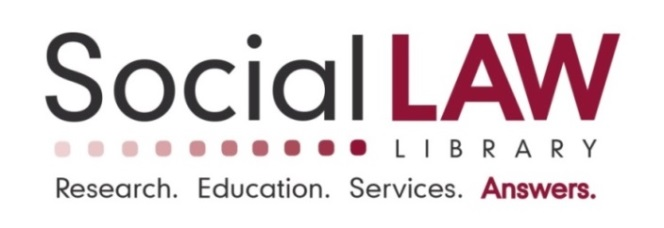 Social LAW
LIBRARY
Research. Education. Services. Answers.